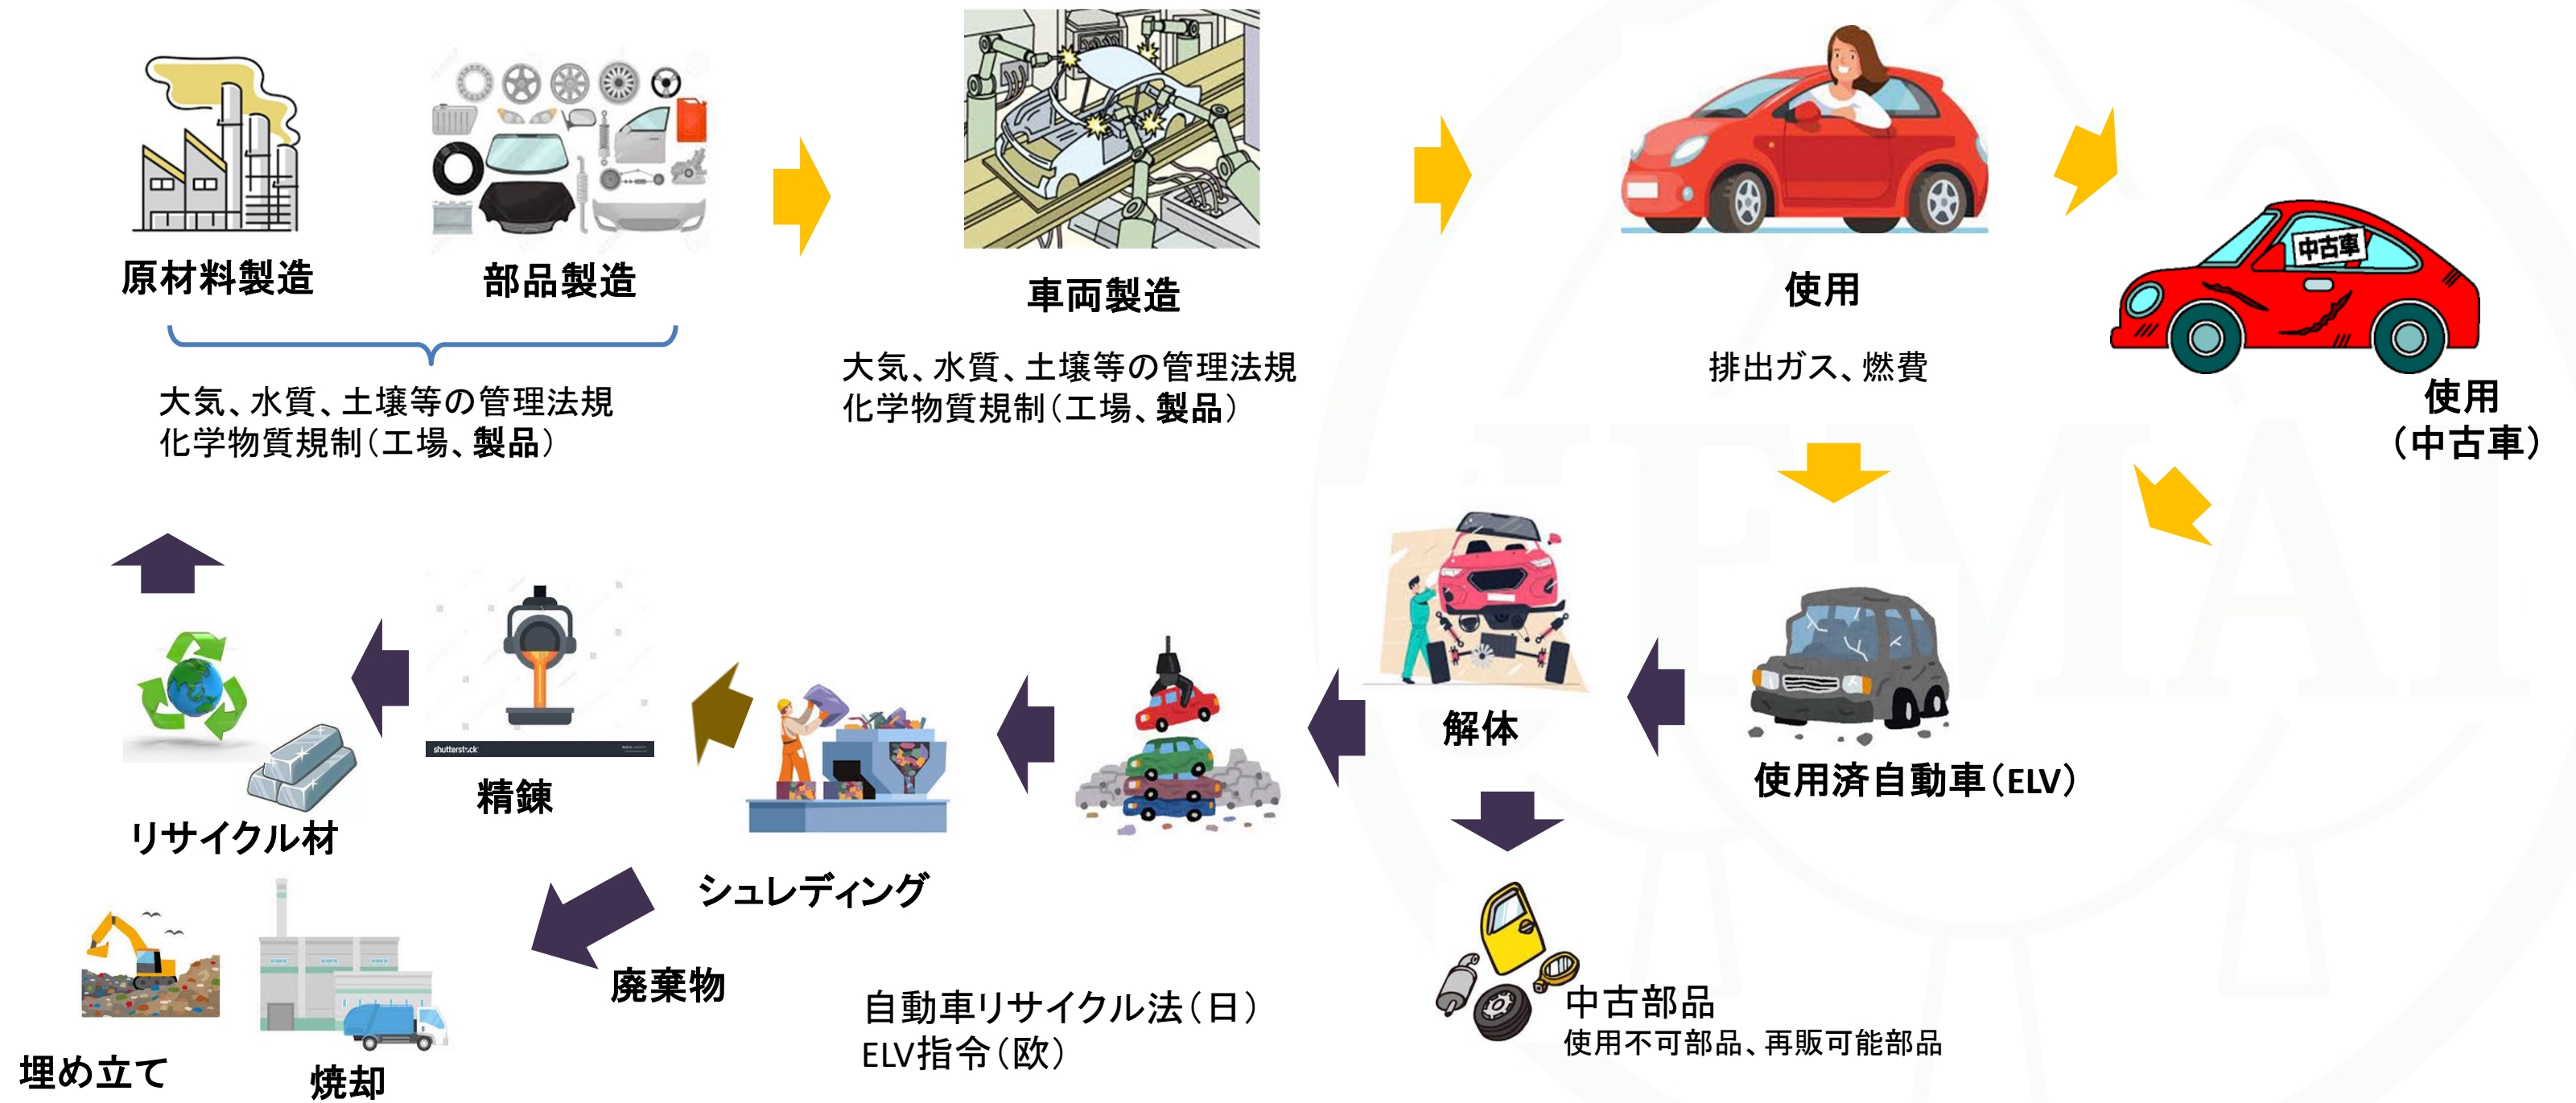 原材料製造
部品製造
大気、水質、土壌等の管理法規
化学物質規制(工場、製品)
車両製造
大気、水質、土壌等の管理法規
化学物質規制(工場、製品)
使用
排出ガス、燃費
中古車
使用
(中古車)
使用済自動車(ELV)
解体
中古部品
使用不可部品、再販可能部品
シュレディング
精錬
shutterstock
リサイクル材
廃棄物
埋め立て
焼却
自動車リサイクル法(日)
ELV指令(欧)
JEMAI